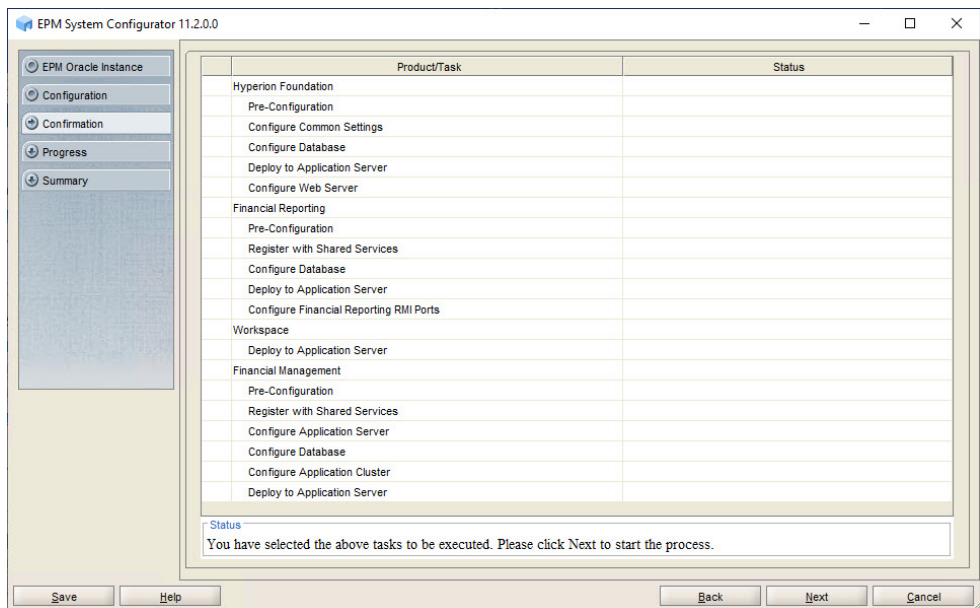 EPM System Configurator 11.2.0.0
EPM Oracle Instance
Configuration
Confirmation
Progress
Summary
Product/Task Status
Hyperion Foundation
Pre-Configuration
Configure Common Settings
Configure Database
Deploy to Application Server
Configure Web Server
Financial Reporting
Pre-Configuration
Register with Shared Services
Configure Database
Deploy to Application Server
Configure Financial Reporting RMI Ports
Workspace
Deploy to Application Server
Financial Management
Pre-Configuration
Register with Shared Services
Configure Application Server
Configure Database
Configure Application Cluster
Deploy to Application Server
Status
You have selected the above tasks to be executed. Please click Next to start the process.
Save Help Back Next Cancel